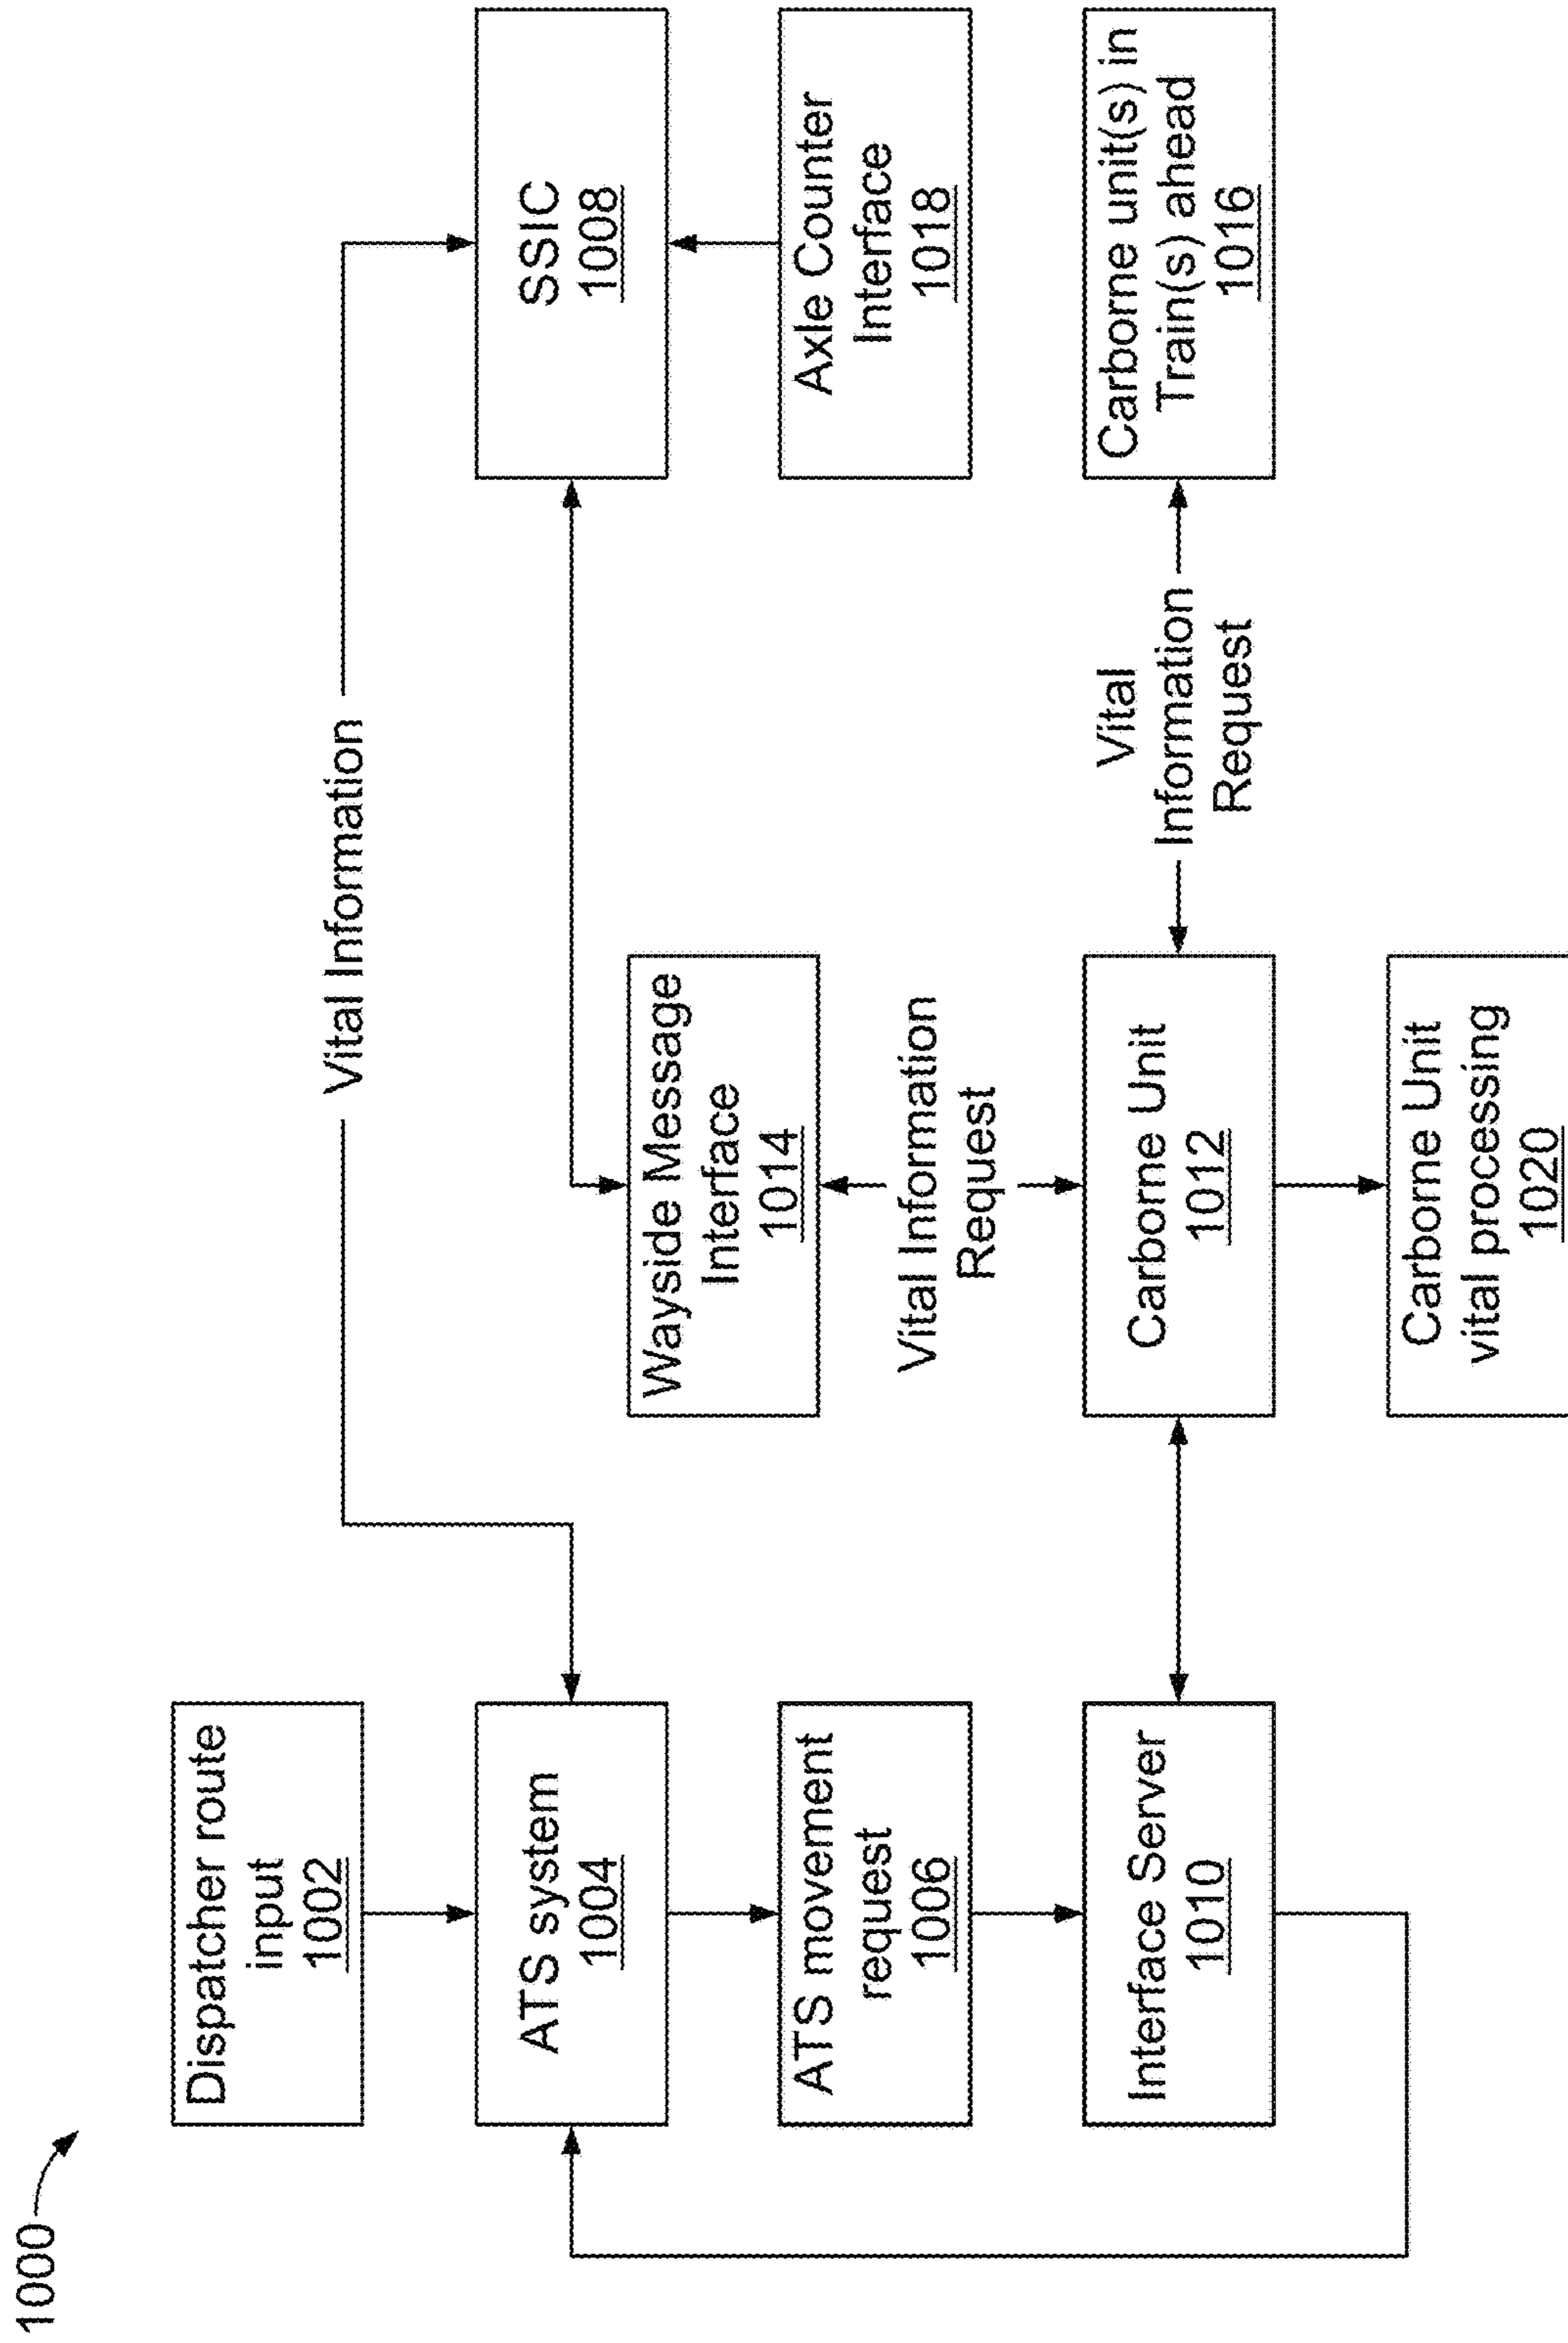 1000
Vital Information
Dispatcher route
input
1002
ATS system
1004
SSIC
1008
Wayside Message
Interface
1014
ATS movement
request
1006
Axle Counter
Interface
1018
Vital Information
Request
Interface Server
1010
Carborne Unit
1012
Vital
Information
Request
Carborne unit(s) in
Train(s) ahead
1016
Carborne Unit
vital processing
1020